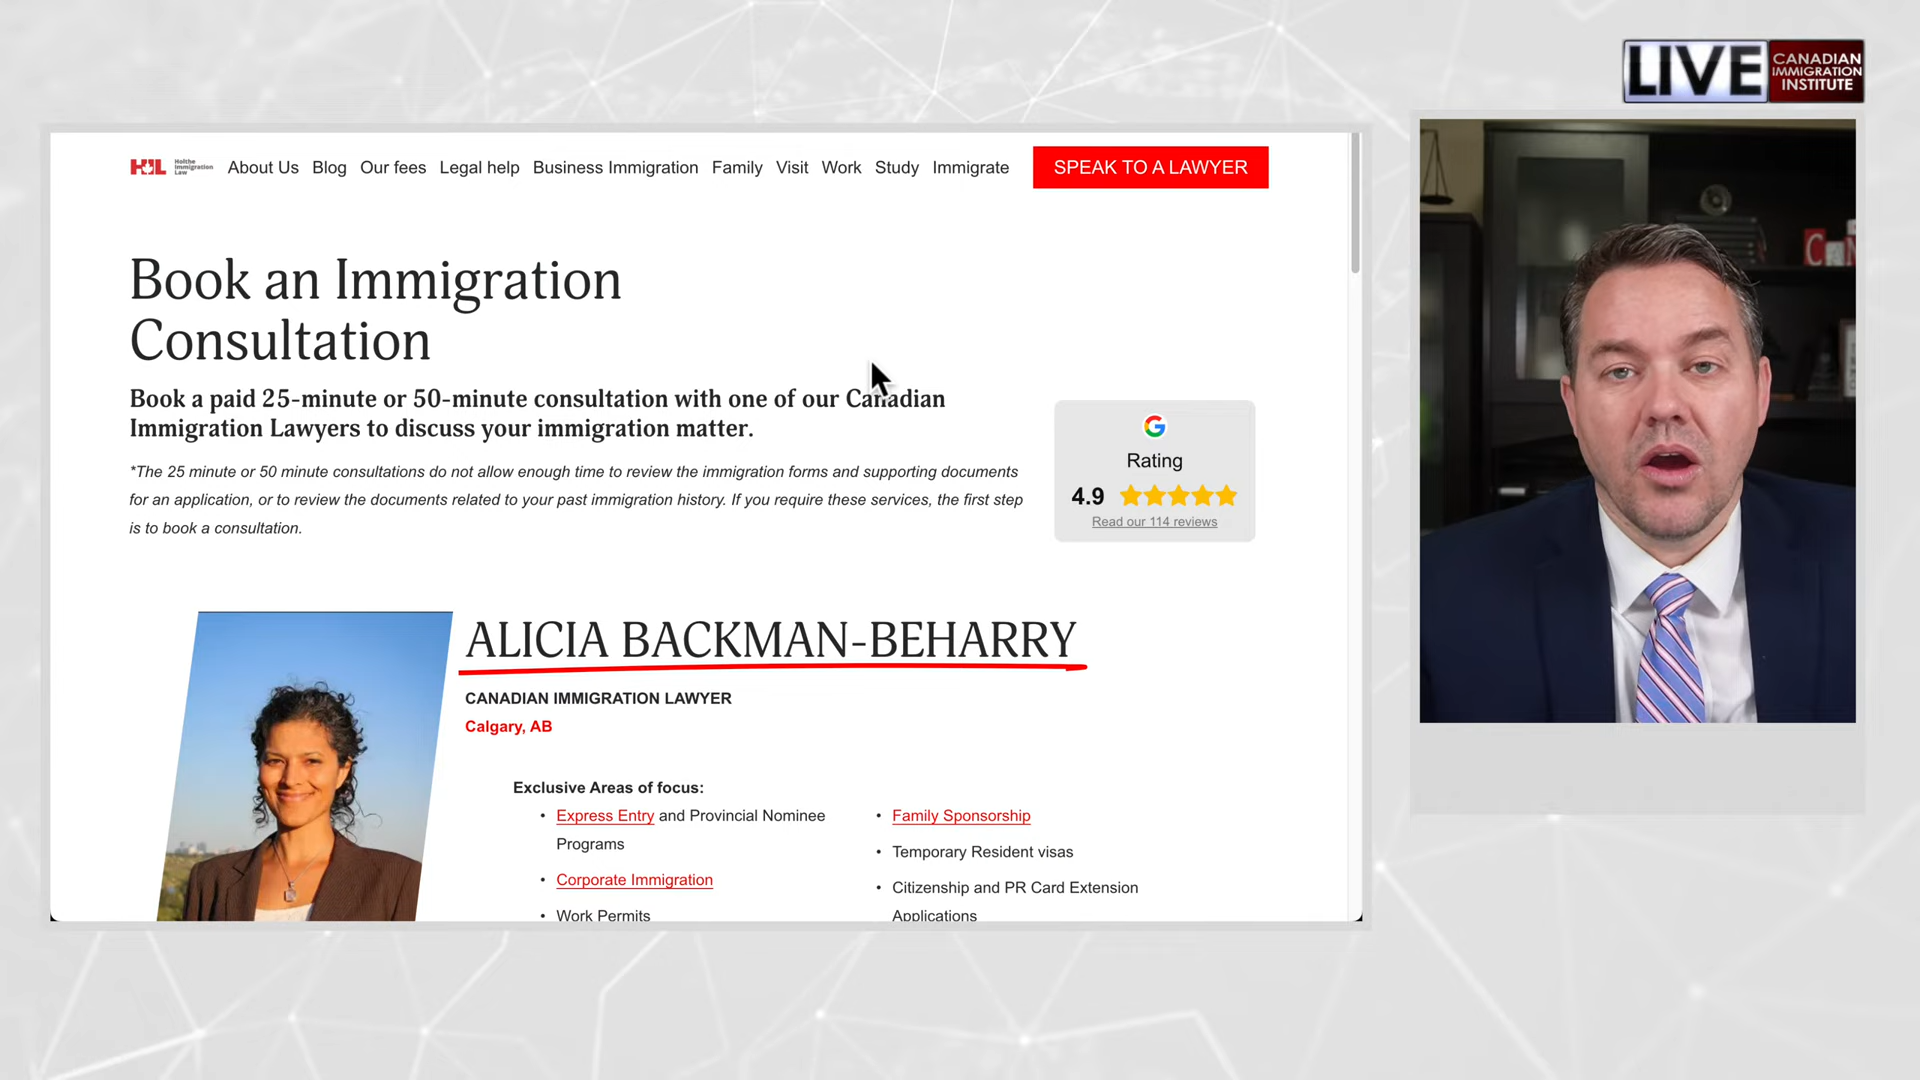 LIVE
CANADIAN
IMMIGRATION
INSTITUTE
HIL Holthe
Immigration
Law
About Us Blog Our fees Legal help Business Immigration Family Visit Work Study Immigrate SPEAK TO A LAWYER
Book an Immigration
Consultation
Book a paid 25-minute or 50-minute consultation with one of our Canadian
Immigration Lawyers to discuss your immigration matter.
*The 25 minute or 50 minute consultations do not allow enough time to review the immigration forms and supporting documents
for an application, or to review the documents related to your past immigration history. If you require these services, the first step
is to book a consultation.
Rating
4.9
Read our 114 reviews
ALICIA BACKMAN-BEHARRY
CANADIAN IMMIGRATION LAWYER
Calgary, AB
Exclusive Areas of focus:
• Express Entry and Provincial Nominee
Programs
• Corporate Immigration
• Work Permits
• Family Sponsorship
• Temporary Resident visas
• Citizenship and PR Card Extension
Applications